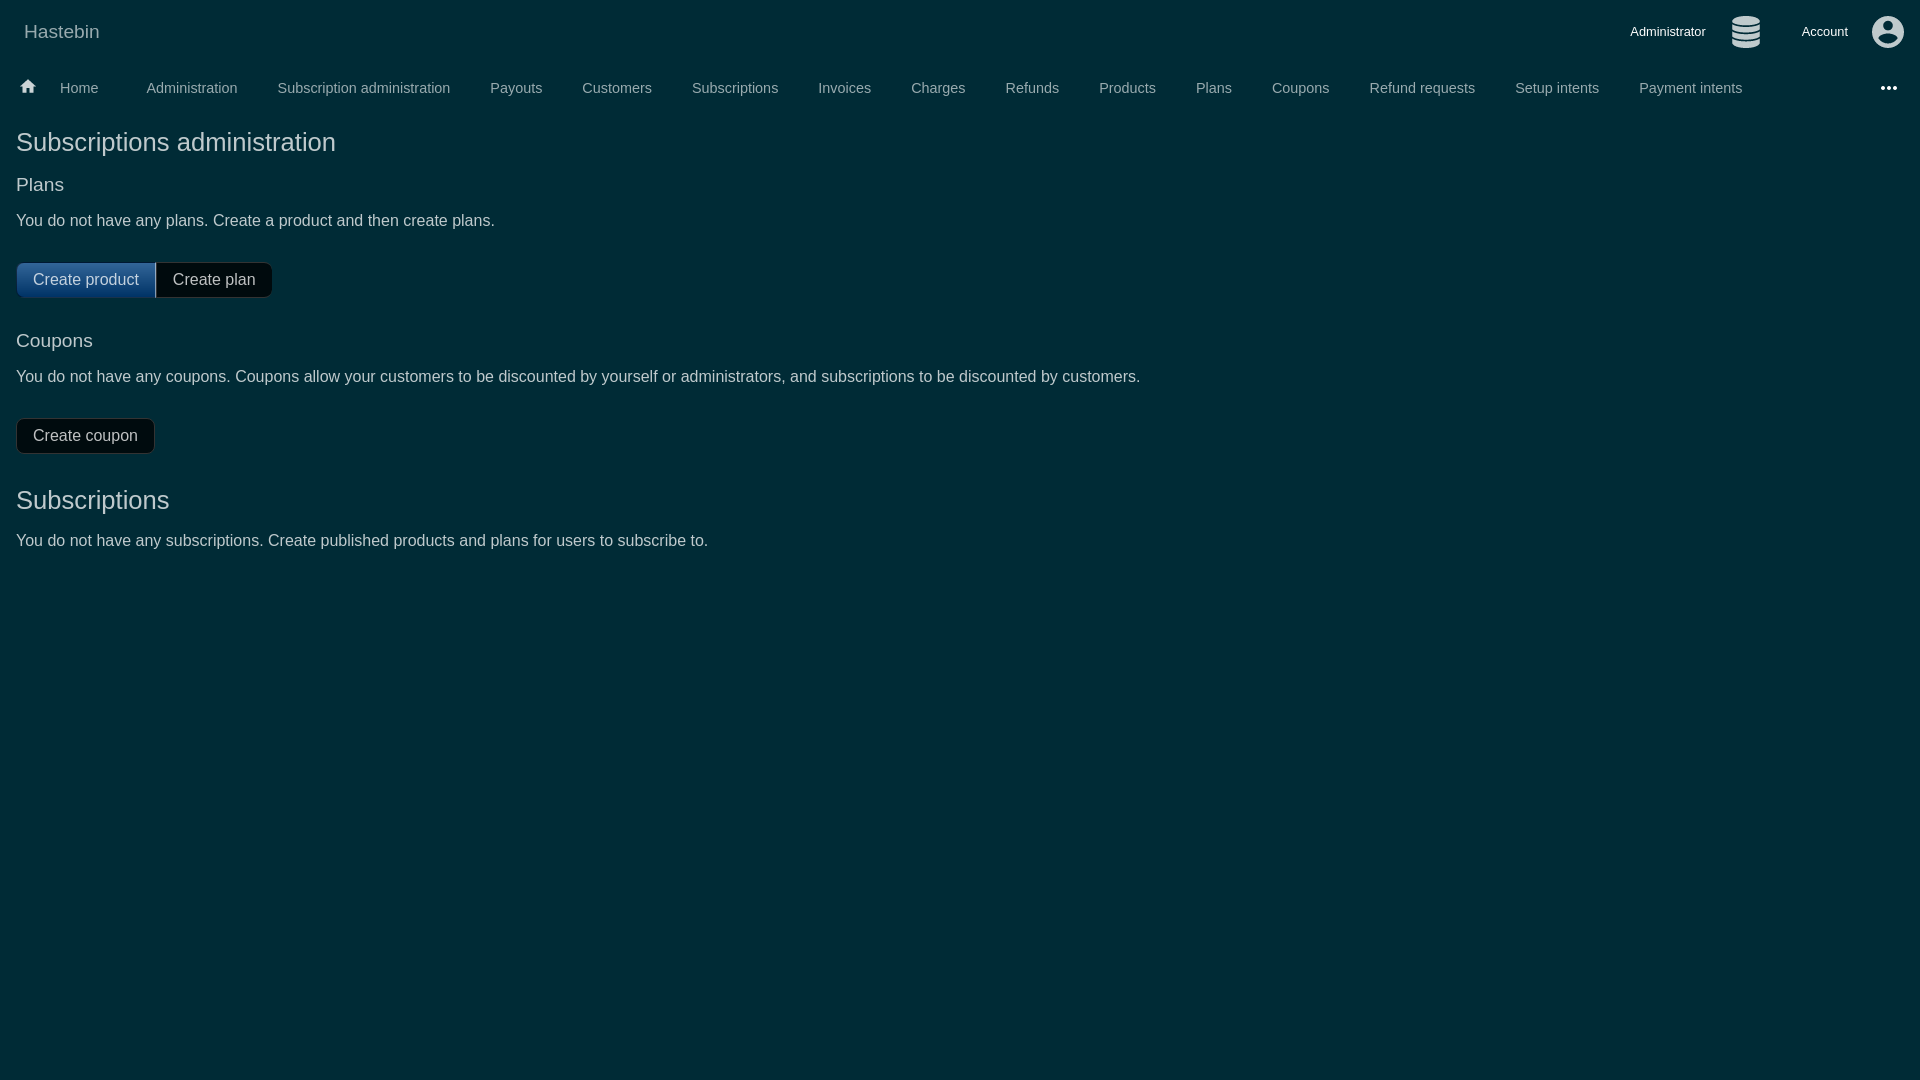 Hastebin
Administrator
Account
Home Administration Subscription administration Payouts Customers Subscriptions Invoices Charges Refunds Products Plans Coupons Refund requests Setup intents Payment intents
Subscriptions administration
Plans
You do not have any plans. Create a product and then create plans.
Create product Create plan
Coupons
You do not have any coupons. Coupons allow your customers to be discounted by yourself or administrators, and subscriptions to be discounted by customers.
Create coupon
Subscriptions
You do not have any subscriptions. Create published products and plans for users to subscribe to.